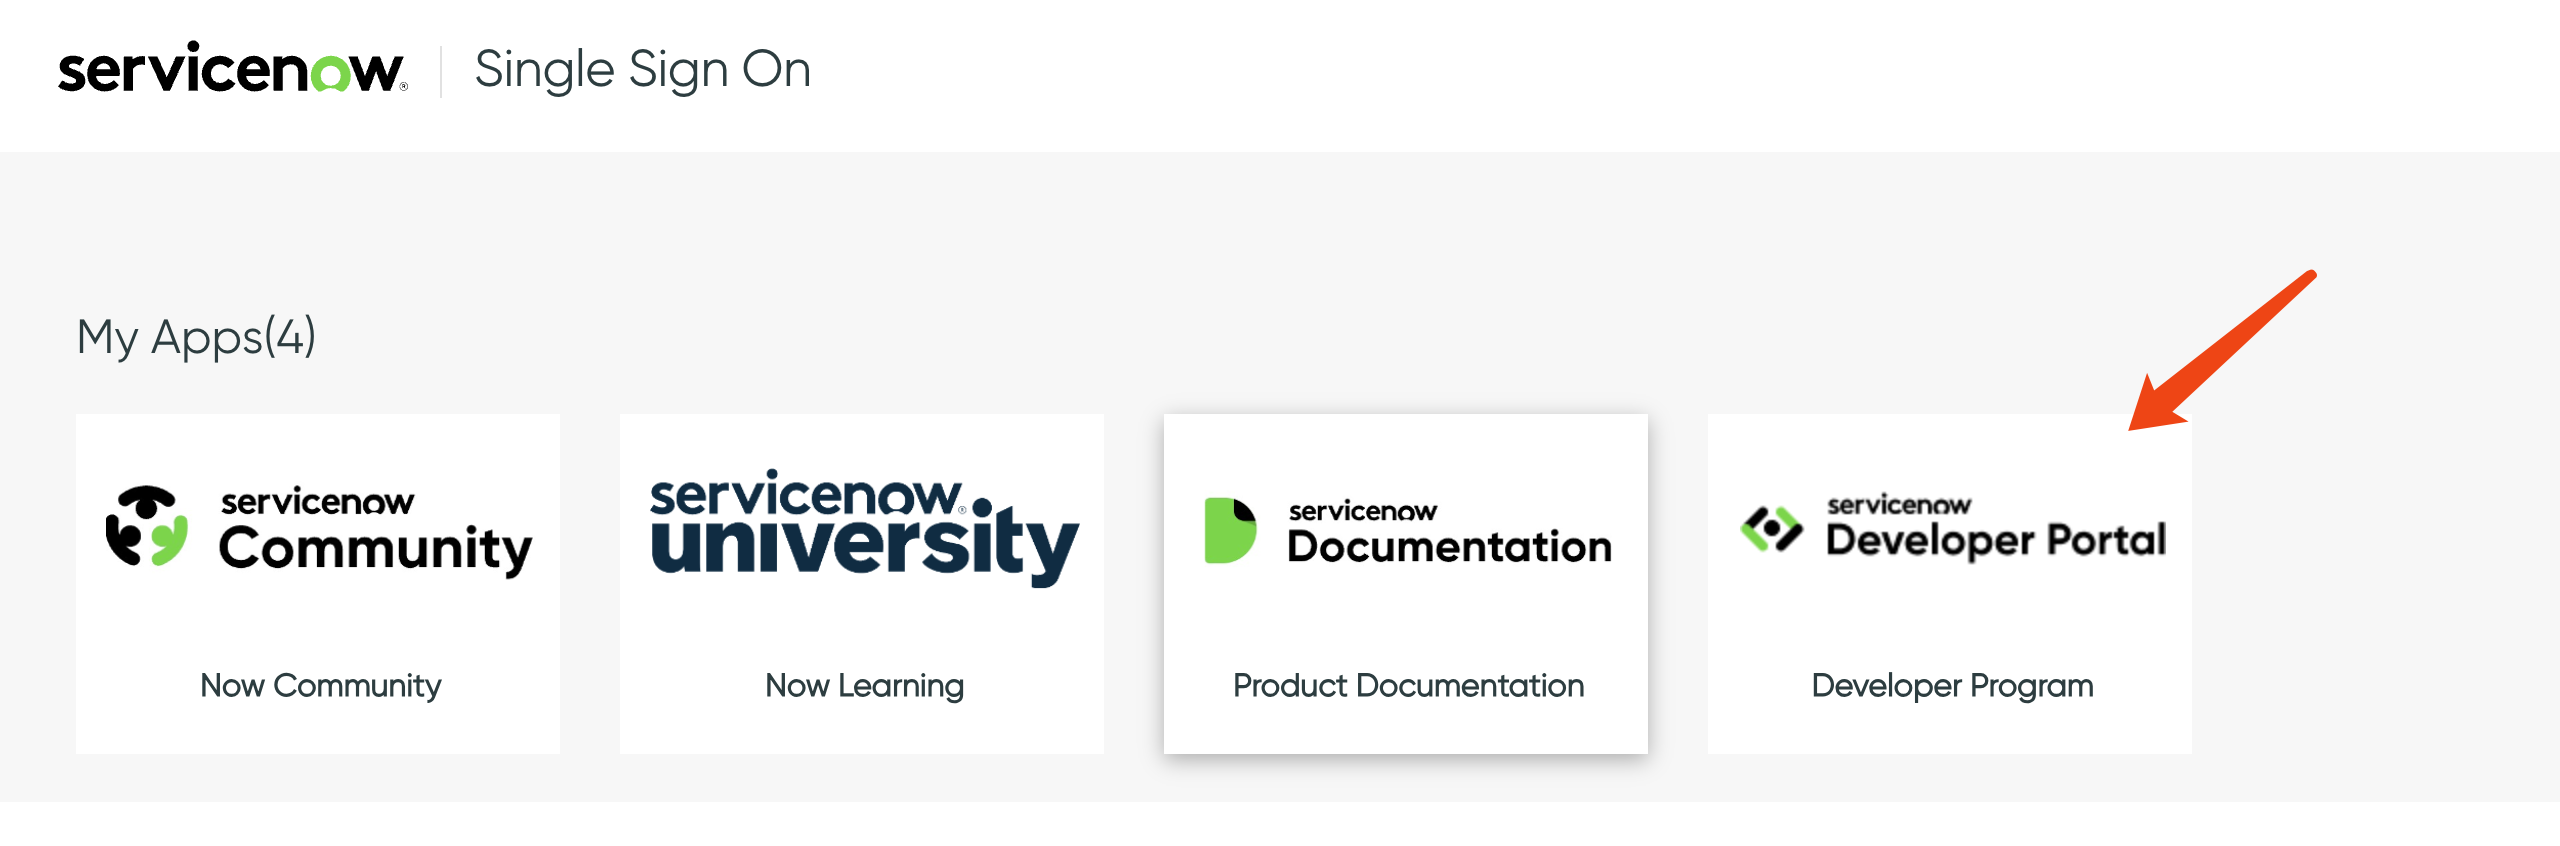 servicenow® Single Sign On
My Apps(4)
servicenow
Community
Now Community
servicenow®
university
Now Learning
servicenow
Documentation
Product Documentation
servicenow
Developer Portal
Developer Program